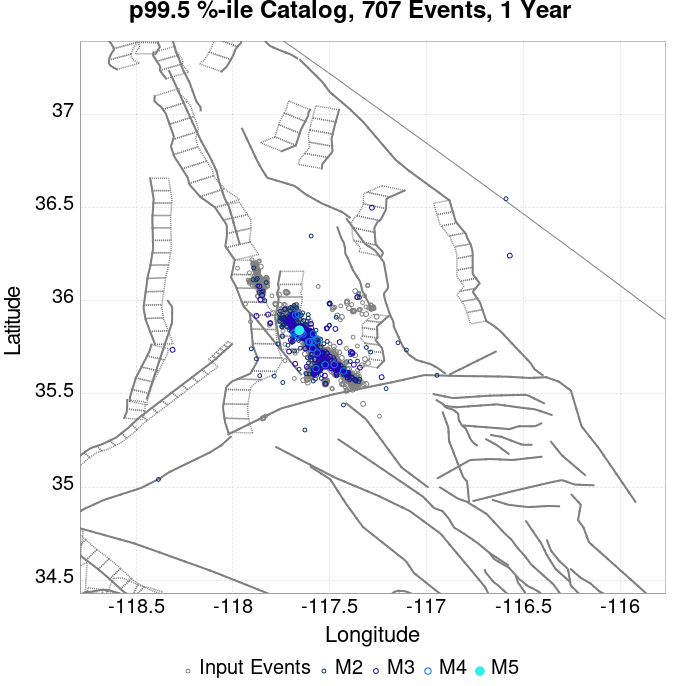 p99.5 %-ile Catalog, 707 Events, 1 Year
37
36.5
36
35.5
35
34.5
Latitude
-118.5 -118 -117.5 -117 -116.5 -116
Longitude
Input Events M2 M3 M4 M5